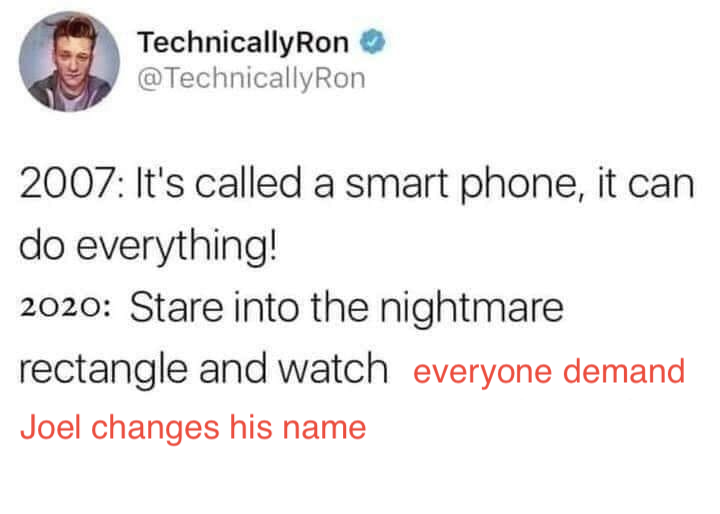 TechnicallyRon
@TechnicallyRon
2007: It's called a smart phone, it can
do everything!
2020: Stare into the nightmare
rectangle and watch everyone demand
Joel changes his name